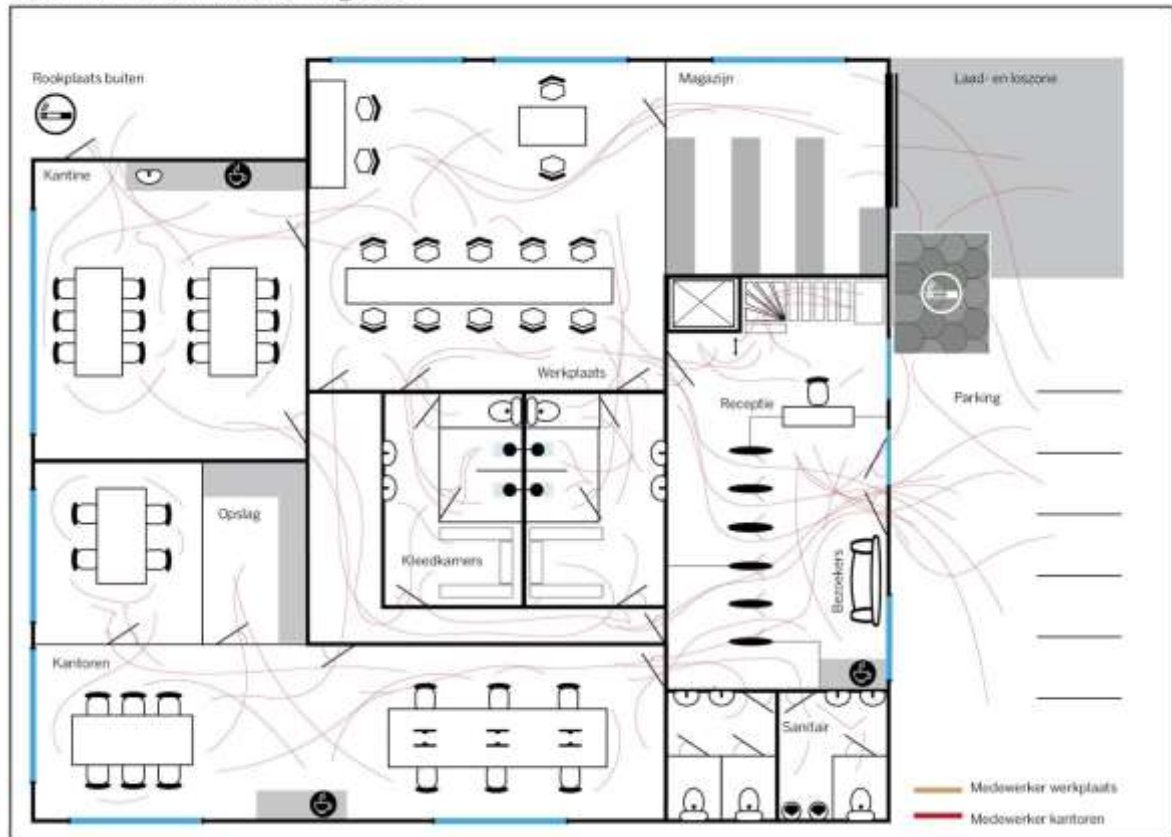 Rookplaats buiten
Magazijn
Laad- en loszone
Kantine
Werkplaats
Receptie
Parking
Opslag
Kleedkamers
Bezoekers
Kantoren
Sanitair
Medewerker werkplaats
Medewerker kantoren